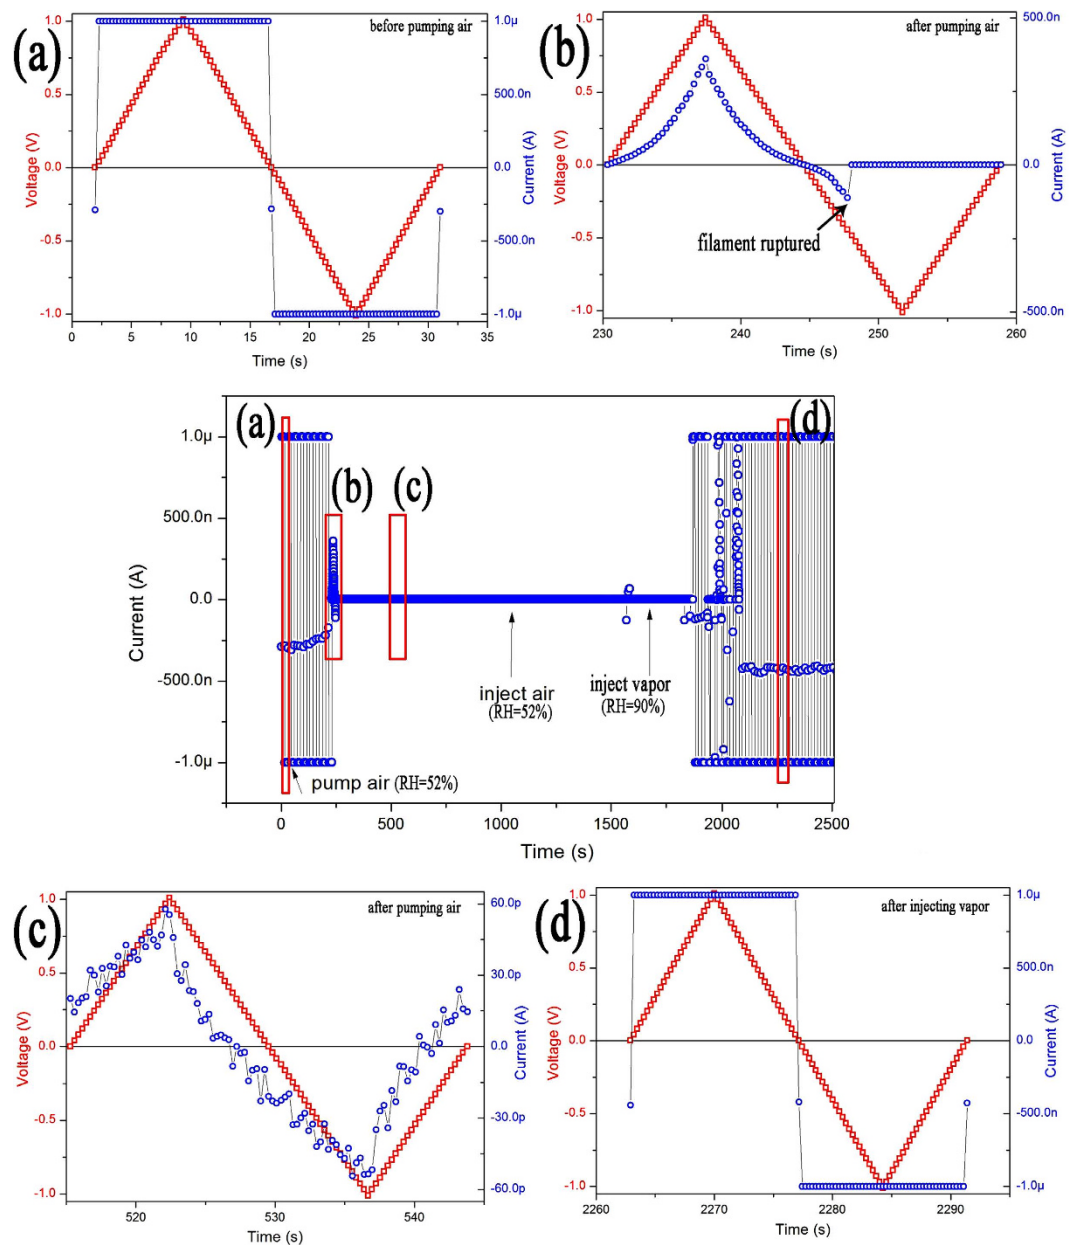 (a)
before pumping air
1.0
0.5
0.0
-0.5
-1.0
Voltage (V)
1.0µ
500.0n
0.0
-500.0n
-1.0µ
Current (A)
0 5 10 15 20 25 30 35
Time (s)
(b)
after pumping air
1.0
0.5
0.0
-0.5
-1.0
Voltage (V)
500.0n
0.0
-500.0n
Current (A)
filament ruptured
230 240 250 260
Time (s)
(a)
(b)
(c)
(d)
1.0µ
500.0n
0.0
-500.0n
-1.0µ
Current (A)
inject air
(RH=52%)
inject vapor
(RH=90%)
pump air (RH=52%)
0 500 1000 1500 2000 2500
Time (s)
(c)
after pumping air
1.0
0.5
0.0
-0.5
-1.0
Voltage (V)
60.0p
30.0p
0.0
-30.0p
-60.0p
Current (A)
520 530 540
Time (s)
(d)
after injecting vapor
1.0
0.5
0.0
-0.5
-1.0
Voltage (V)
1.0µ
500.0n
0.0
-500.0n
-1.0µ
Current (A)
2260 2270 2280 2290
Time (s)